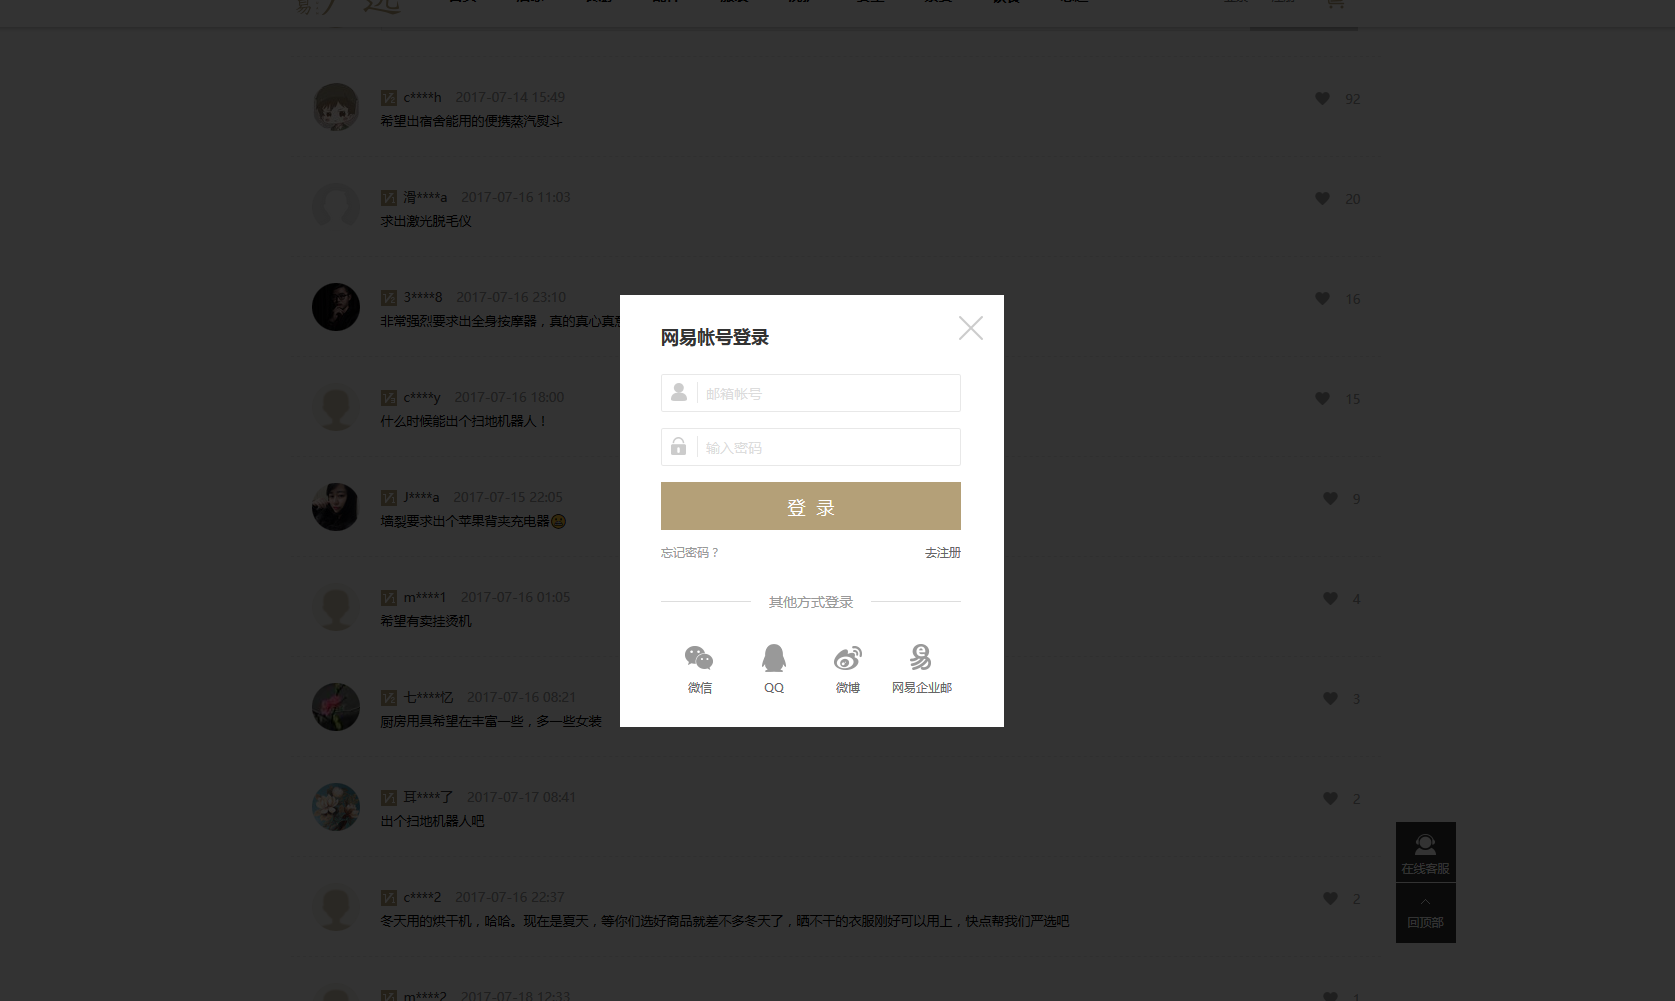 易
选
c****h 2017-07-14 15:49
92
希望出宿舍能用的便携蒸汽熨斗
滑****a 2017-07-16 11:03
20
求出激光脱毛仪
3****8 2017-07-16 23:10
16
非常强烈要求出全身按摩器，真的真心真
c****y 2017-07-16 18:00
15
什么时候能出个扫地机器人！
J****a 2017-07-15 22:05
9
墙裂要求出个苹果背夹充电器
m****1 2017-07-16 01:05
4
希望有卖挂烫机
七****忆 2017-07-16 08:21
3
厨房用具希望在丰富一些，多一些女装
耳****了 2017-07-17 08:41
2
出个扫地机器人吧
c****2 2017-07-16 22:37
2
冬天用的烘干机，哈哈。现在是夏天，等你们选好商品就差不多冬天了，晒不干的衣服刚好可以用上，快点帮我们严选吧
m****2 2017-07-18 12:33
1
网易帐号登录
邮箱帐号
输入密码
登 录
忘记密码？ 去注册
其他方式登录
微信 QQ 微博 网易企业邮
在线客服
回顶部